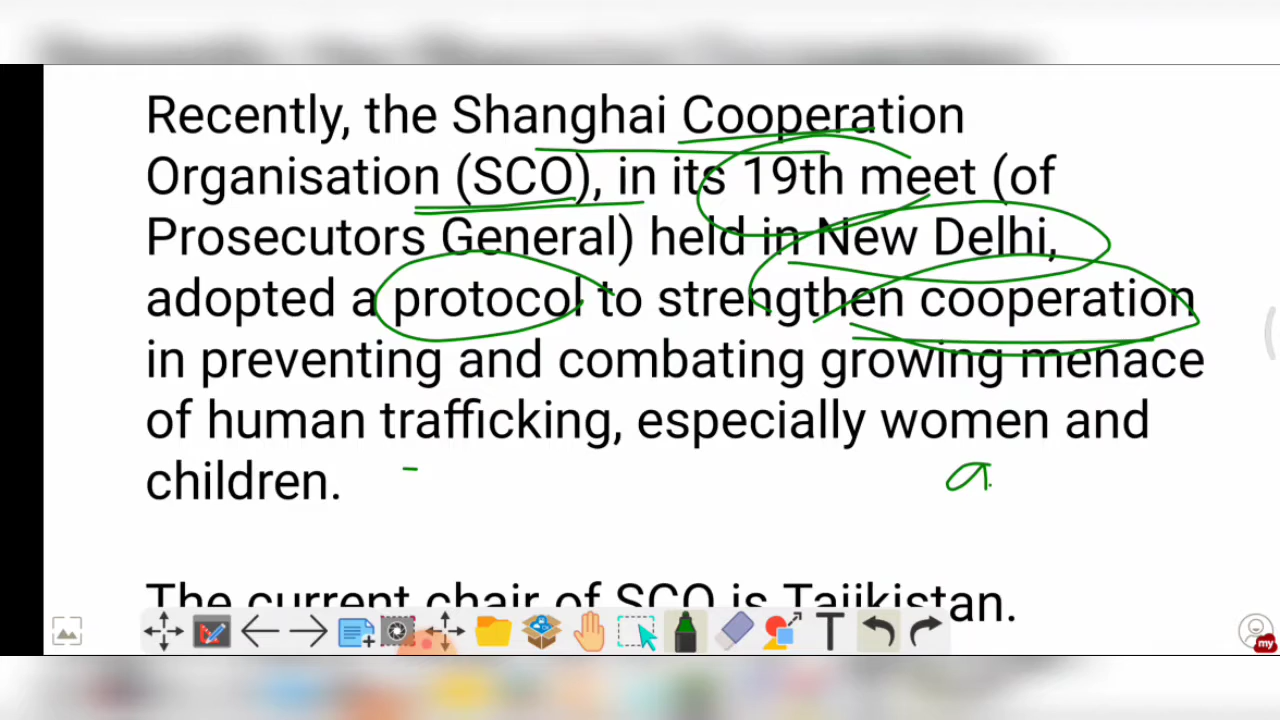 Recently, the Shanghai Cooperation
Organisation (SCO), in its 19th meet (of
Prosecutors General) held in New Delhi,
adopted a protocol to strengthen cooperation
in preventing and combating growing menace
of human trafficking, especially women and
children.
a
The current chair of SCO is Tajikistan.
T
my